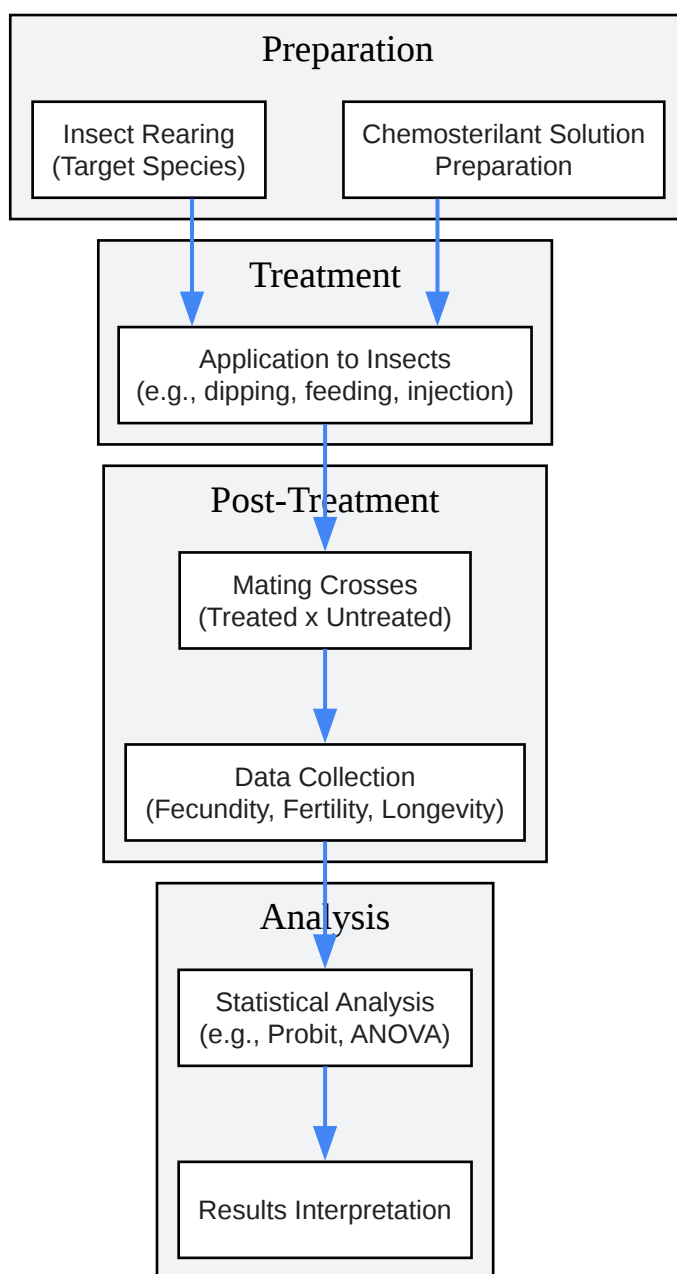 Preparation
Insect Rearing
(Target Species)
Chemosterilant Solution
Preparation
Treatment
Application to Insects
(e.g., dipping, feeding, injection)
Post-Treatment
Mating Crosses
(Treated x Untreated)
Data Collection
(Fecundity, Fertility, Longevity)
Analysis
Statistical Analysis
(e.g., Probit, ANOVA)
Results Interpretation